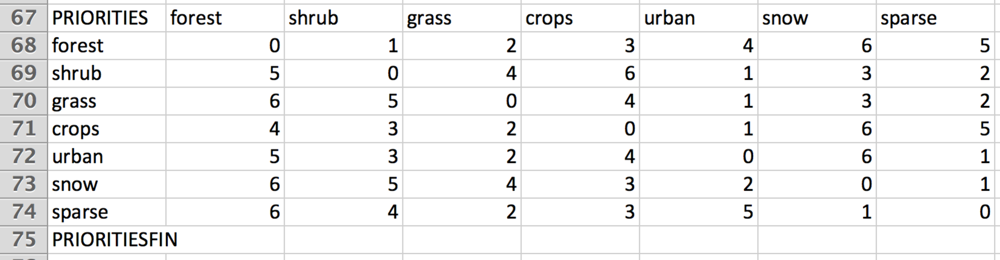 67 PRIORITIES forest shrub grass crops urban snow sparse
68 forest 0 1 2 3 4 6 5
69 shrub 5 0 4 6 1 3 2
70 grass 6 5 0 4 1 3 2
71 crops 4 3 2 0 1 6 5
72 urban 5 3 2 4 0 6 1
73 snow 6 5 4 3 2 0 1
74 sparse 6 4 2 3 5 1 0
75 PRIORITIESFIN